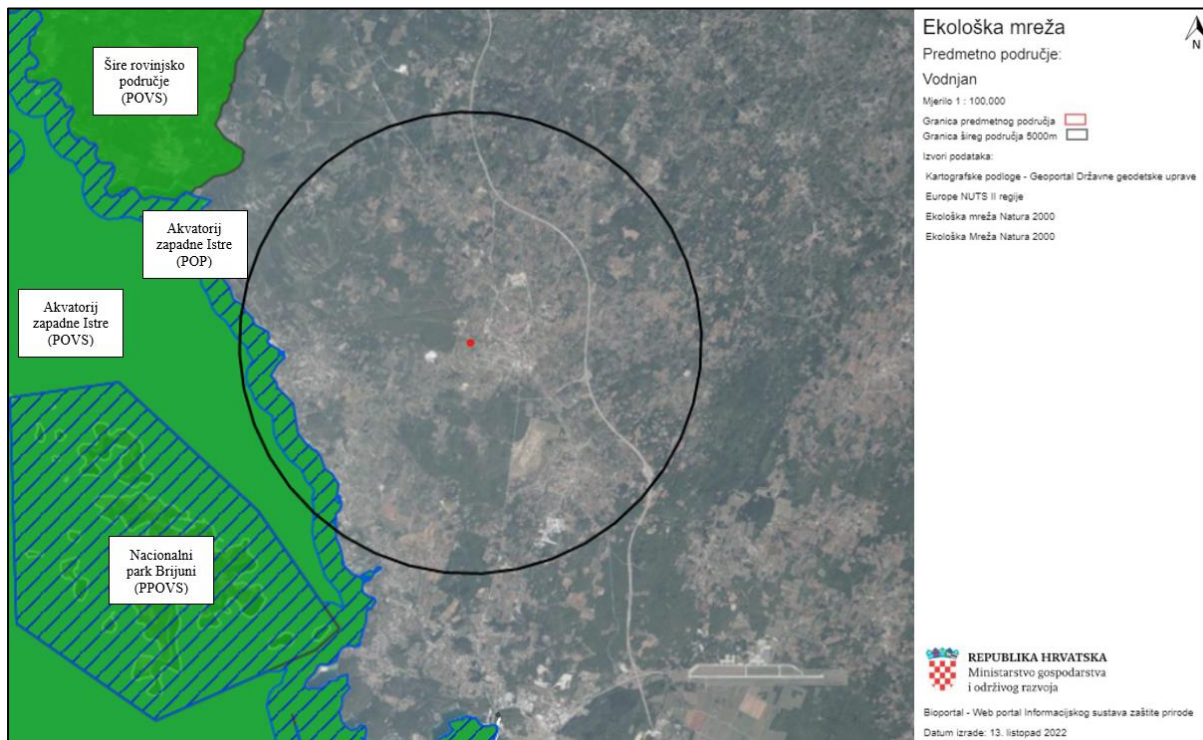 Šire rovinjsko
područje
(POVS)
Akvatorij
zapadne Istre
(POP)
Akvatorij
zapadne Istre
(POVS)
Nacionalni
park Brijuni
(PPOVS)
Ekološka mreža
N
Predmetno područje:
Vodnjan
Mjerilo 1 : 100,000
Granica predmetnog područja
Granica šireg područja 5000m
Izvori podataka:
Kartografske podloge - Geoportal Državne geodetske uprave
Europe NUTS II regije
Ekološka mreža Natura 2000
Ekološka Mreža Natura 2000
REPUBLIKA HRVATSKA
Ministarstvo gospodarstva
i održivog razvoja
Bioportal - Web portal Informacijskog sustava zaštite prirode
Datum izrade: 13. listopad 2022